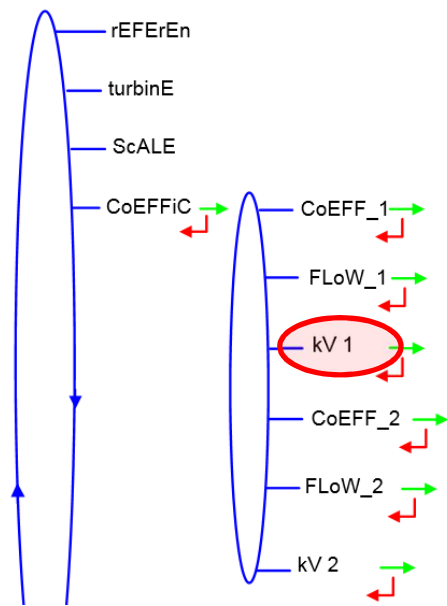 rEFErEn
turbinE
ScALE
CoEFFiC
CoEFF_1
FLoW_1
kV 1
CoEFF_2
FLoW_2
kV 2